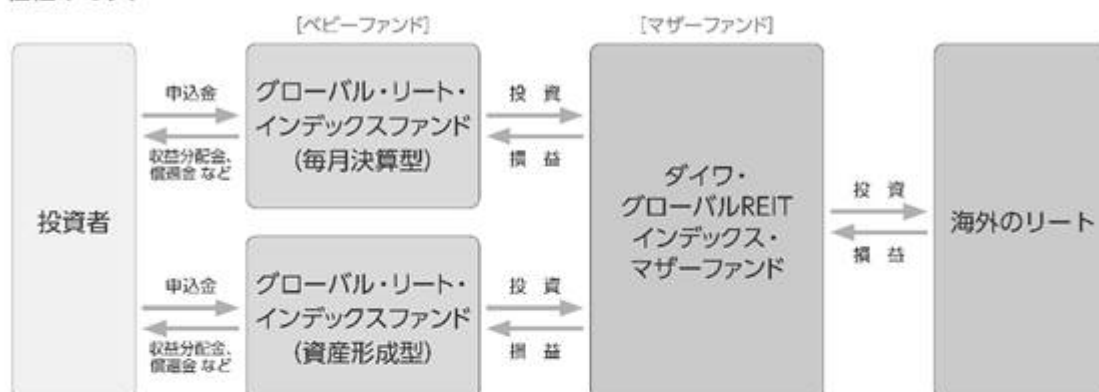 [ベビーファンド]
[マザーファンド]
投資者
申込金
収益分配金、
償還金 など
グローバル・リート・
インデックスファンド
(毎月決算型)
投 資
損 益
申込金
収益分配金、
償還金 など
グローバル・リート・
インデックスファンド
(資産形成型)
投 資
損 益
ダイワ・
グローバルREIT
インデックス・
マザーファンド
投 資
損 益
海外のリート